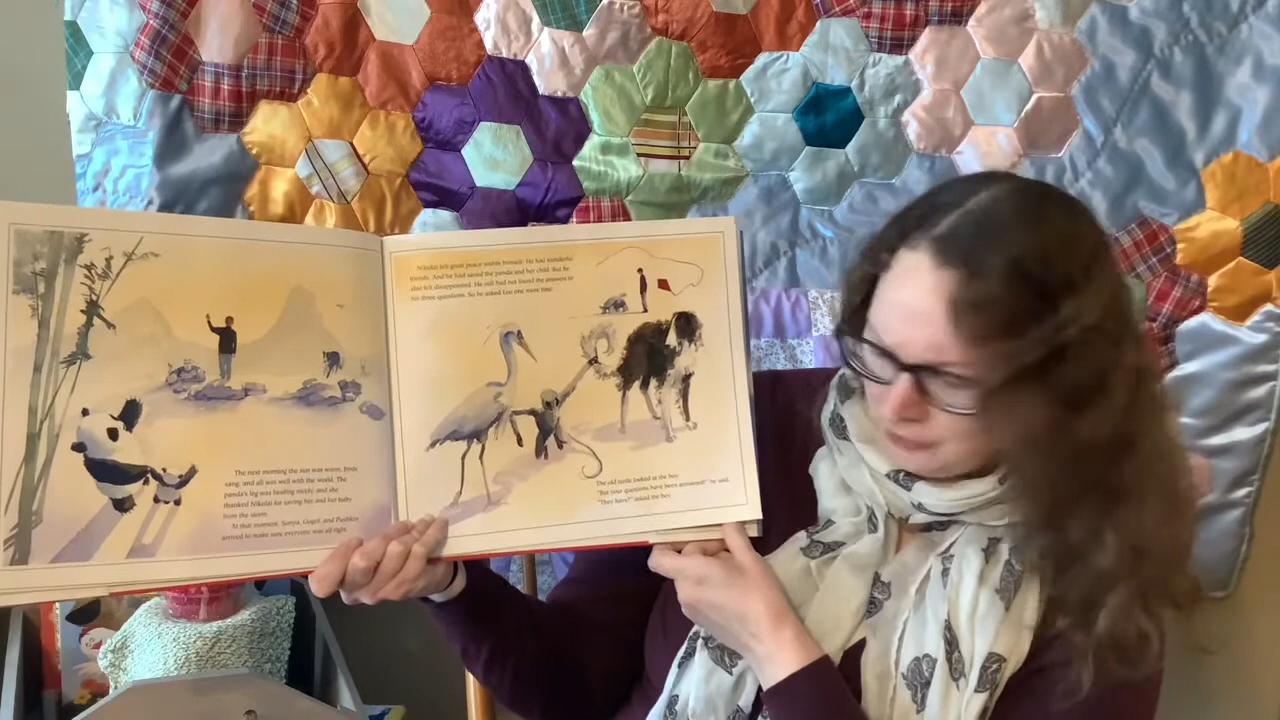 The next morning the sun was warm, birds
sang, and all was well with the world. The
panda's leg was healing nicely, and she
thanked Nikolai for saving her and her baby
from the storm.
At that moment, Sonya, Gogol, and Pushkin
arrived to make sure everyone was all right.
Nikolai felt great peace within himself. He had wonderful
friends. And he had saved the panda and her child. But he
also felt disappointed. He still had not found the answers to
his three questions. So he asked Leo one more time.
The old turtle looked at the boy.
"But your questions have been answered!" he said.
"They have?" asked the boy.